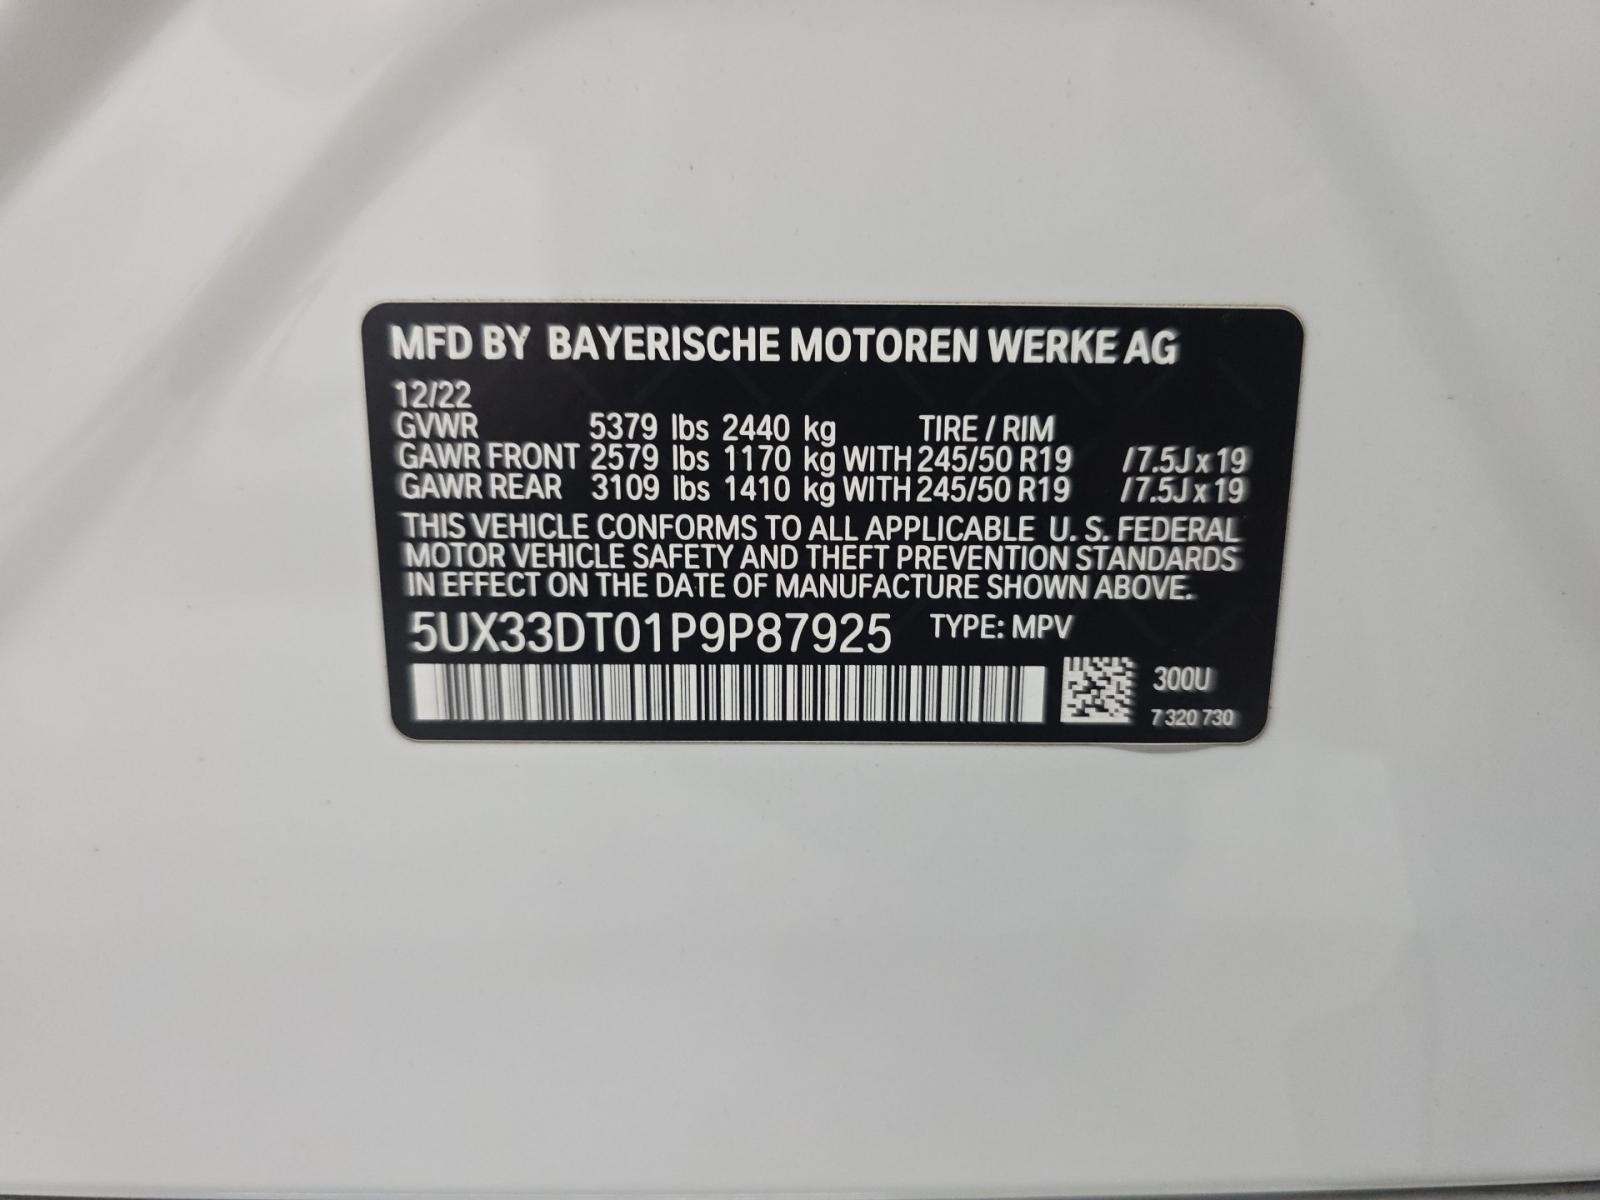 MFD BY BAYERISCHE MOTOREN WERKE AG
12/22
GVWR 5379 lbs 2440 kg TIRE / RIM
GAWR FRONT 2579 lbs 1170 kg WITH 245/50 R19 /7.5J x 19
GAWR REAR 3109 lbs 1410 kg WITH 245/50 R19 /7.5J x 19
THIS VEHICLE CONFORMS TO ALL APPLICABLE U. S. FEDERAL
MOTOR VEHICLE SAFETY AND THEFT PREVENTION STANDARDS
IN EFFECT ON THE DATE OF MANUFACTURE SHOWN ABOVE.
5UX33DT01P9P87925 TYPE: MPV
300U
7 320 730